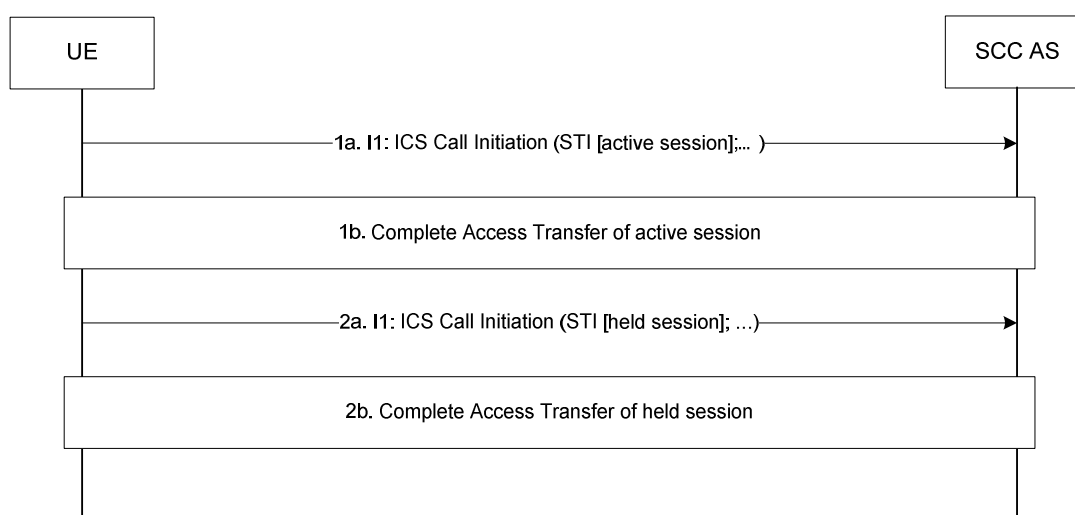 UE
SCC AS
1a. I1: ICS Call Initiation (STI [active session];... )
1b. Complete Access Transfer of active session
2a. I1: ICS Call Initiation (STI [held session]; ...)
2b. Complete Access Transfer of held session